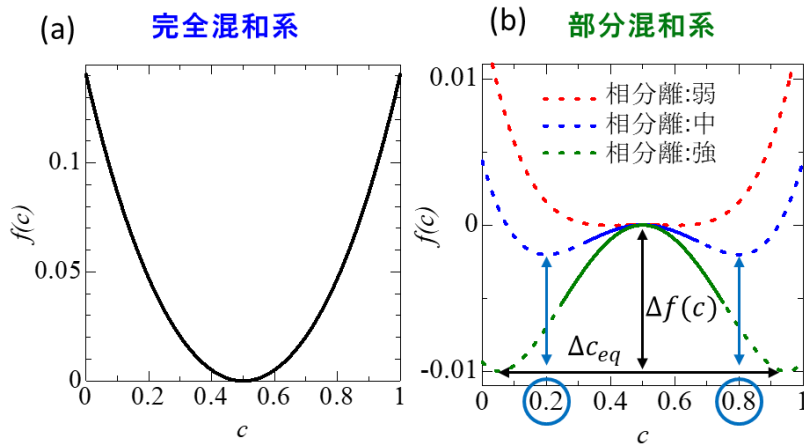 (a) 完全混和系
0.1
0.05
0
f(c)
0 0.2 0.4 0.6 0.8 1
c
(b) 部分混和系
0.01
0
-0.01
f(c)
相分離:弱
相分離:中
相分離:強
Δf(c)
Δc_eq
0 0.2 0.4 0.6 0.8 1
c